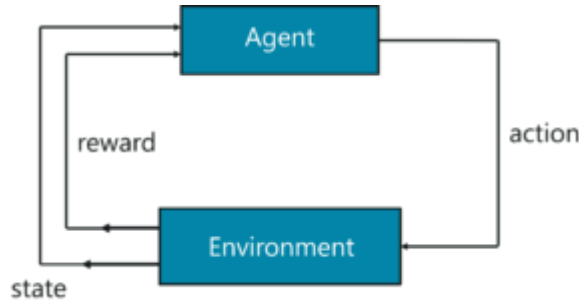 Agent
reward
action
Environment
state